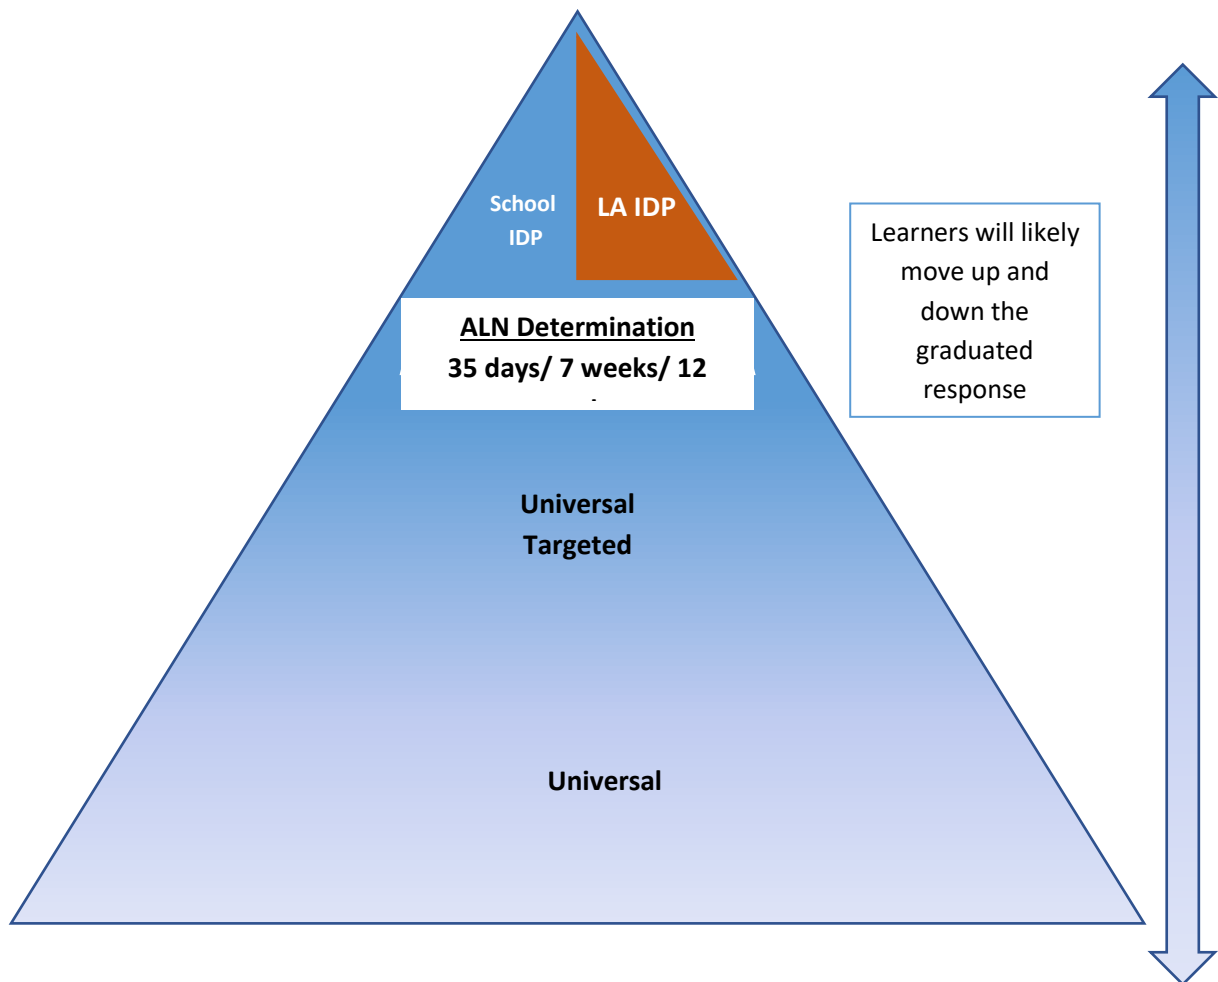 School
IDP
LA IDP
Learners will likely
move up and
down the
graduated
response
ALN Determination
35 days/ 7 weeks/ 12
Universal
Targeted
Universal